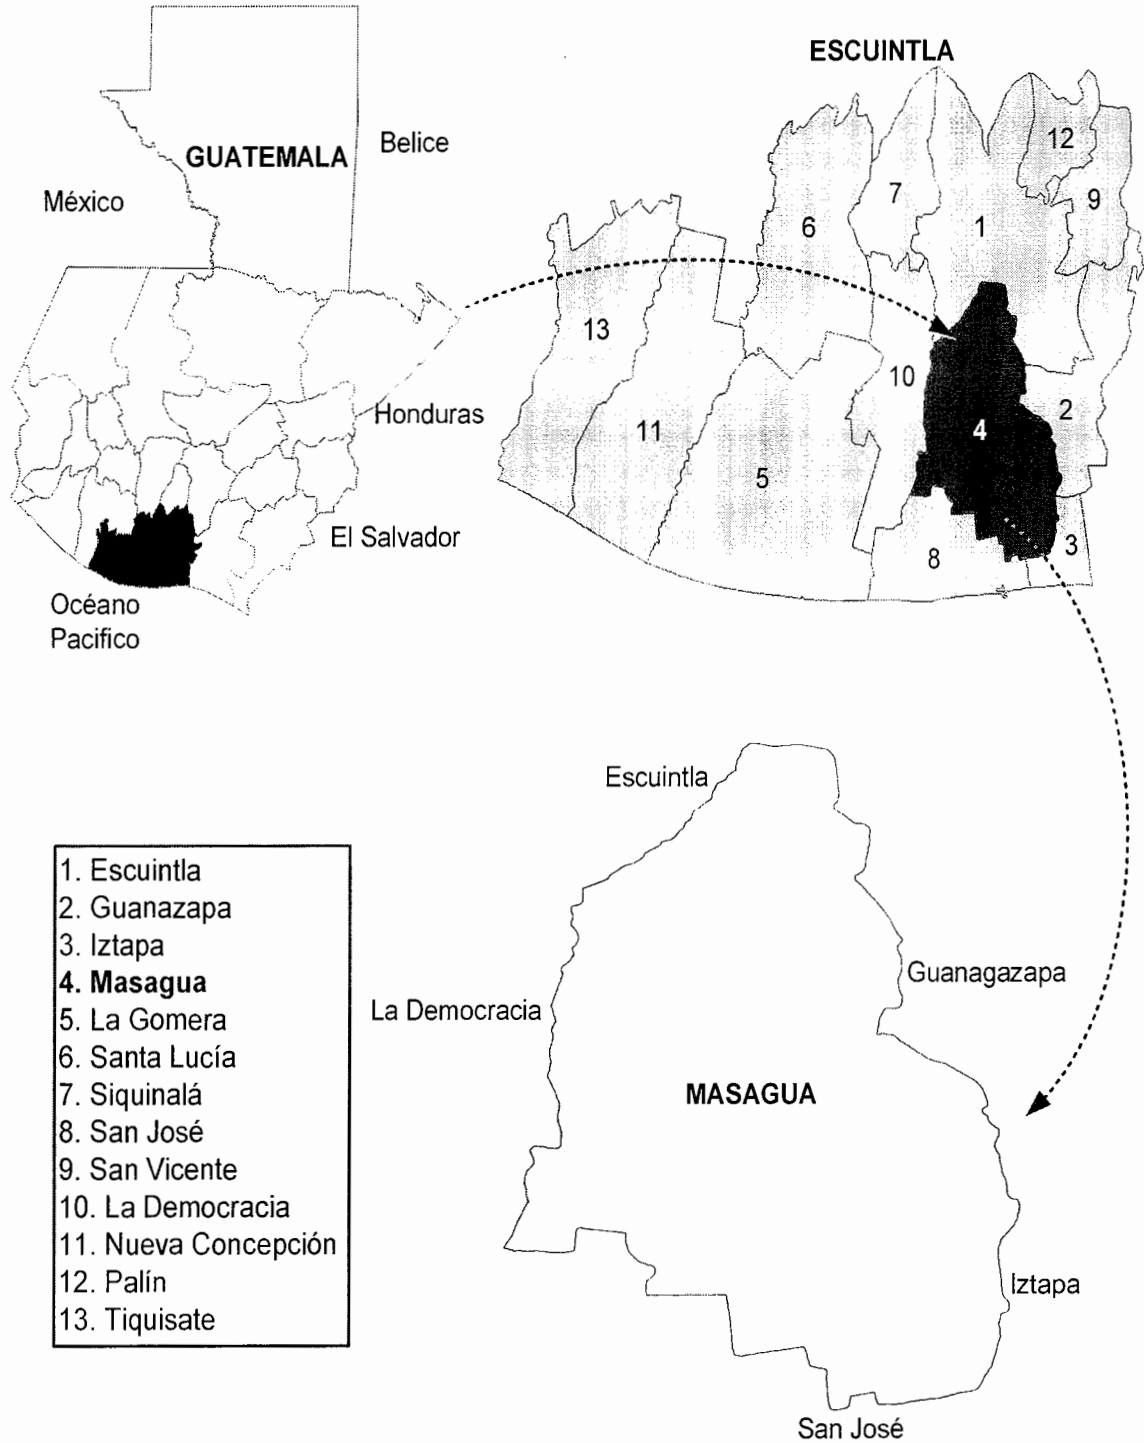 GUATEMALA
Belice
México
Honduras
El Salvador
Océano
Pacifico
ESCUINTLA
12
7
9
6
1
13
10
2
11
4
5
8
3
Escuintla
Guanagazapa
La Democracia
MASAGUA
Iztapa
San José
1. Escuintla
2. Guanazapa
3. Iztapa
4. Masagua
5. La Gomera
6. Santa Lucía
7. Siquinalá
8. San José
9. San Vicente
10. La Democracia
11. Nueva Concepción
12. Palín
13. Tiquisate